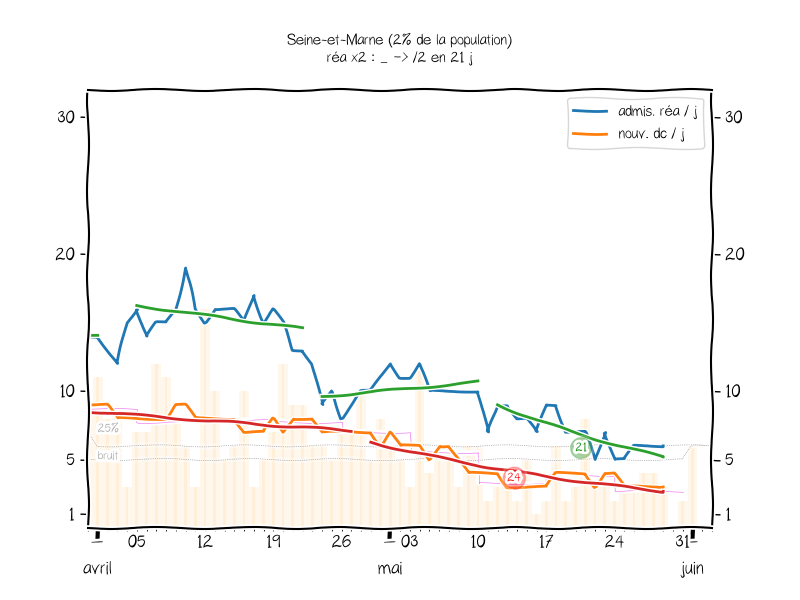 Seine-et-Marne (2% de la population)
réa x2 : _ -> /2 en 21 j
admis. réa / j
nouv. dc / j
30
30
20
20
10
10
5
5
1
1
25%
bruit
21
24
05
12
19
26
03
10
17
24
31
avril
mai
juin